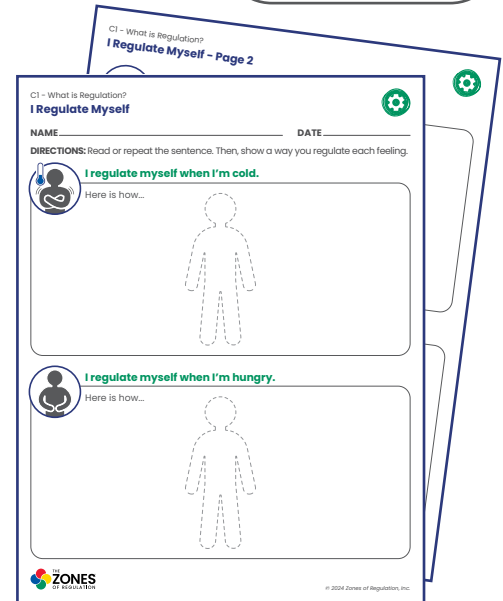 C1 - What is Regulation?
I Regulate Myself - Page 2
C1 - What is Regulation?
I Regulate Myself
NAME DATE
DIRECTIONS: Read or repeat the sentence. Then, show a way you regulate each feeling.
I regulate myself when I'm cold.
Here is how...
I regulate myself when I'm hungry.
Here is how...
THE
ZONES
OF REGULATION
© 2024 Zones of Regulation, Inc.